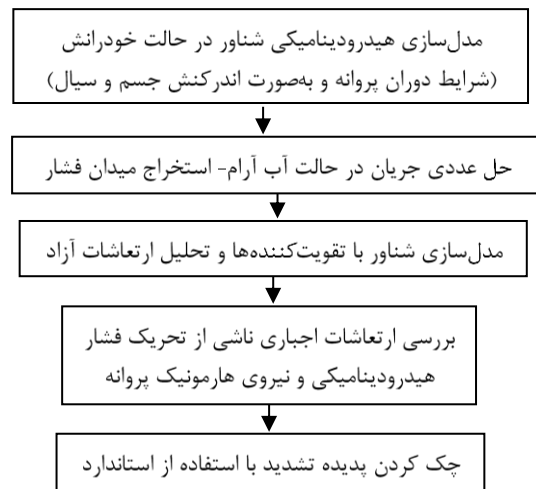 مدل‌سازی هیدرودینامیکی شناور در حالت خودرانش
(شرایط دوران پروانه و به‌صورت اندرکنش جسم و سیال)
حل عددی جریان در حالت آب آرام- استخراج میدان فشار
مدل‌سازی شناور با تقویت‌کننده‌ها و تحلیل ارتعاشات آزاد
بررسی ارتعاشات اجباری ناشی از تحریک فشار
هیدرودینامیکی و نیروی هارمونیک پروانه
چک کردن پدیده تشدید با استفاده از استاندارد